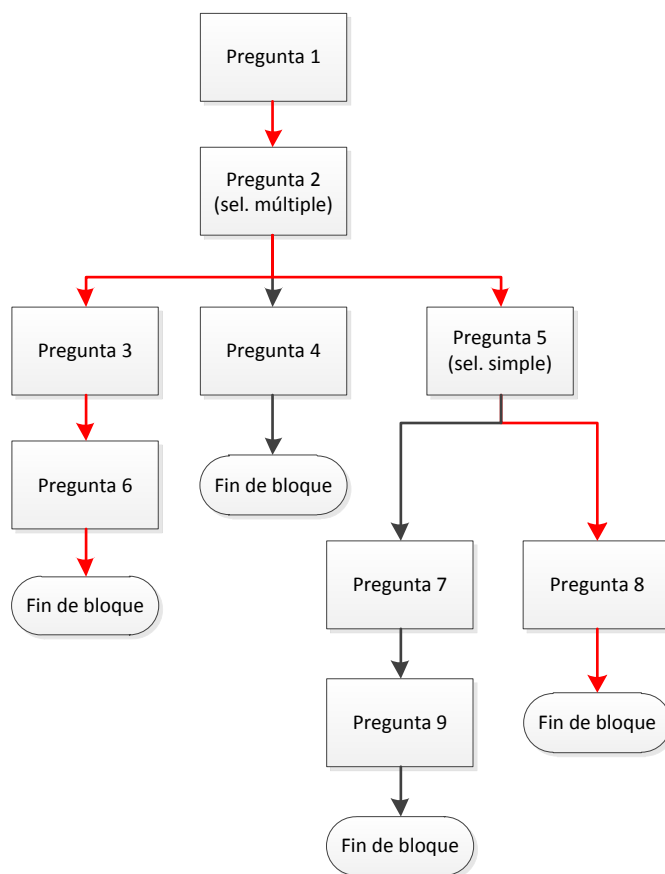 Pregunta 1
Pregunta 2
(sel. múltiple)
Pregunta 3
Pregunta 4
Pregunta 5
(sel. simple)
Pregunta 6
Fin de bloque
Fin de bloque
Pregunta 7
Pregunta 8
Pregunta 9
Fin de bloque
Fin de bloque